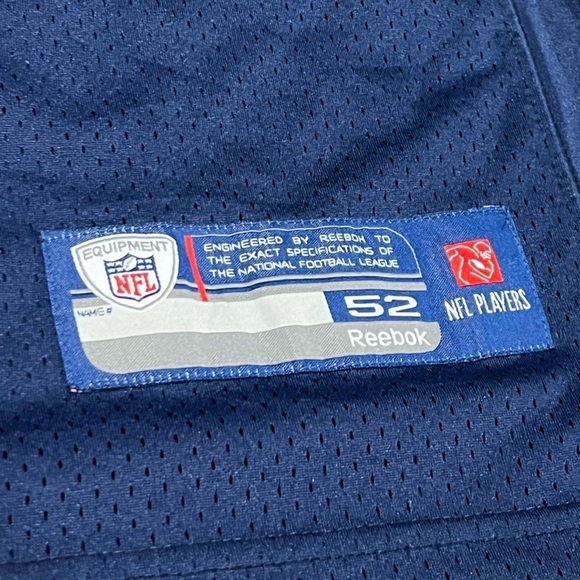 EQUIPMENT
NFL
ENGINEERED BY REEBOK TO
THE EXACT SPECIFICATIONS OF
THE NATIONAL FOOTBALL LEAGUE
NAME#
52
Reebok
NFL PLAYERS